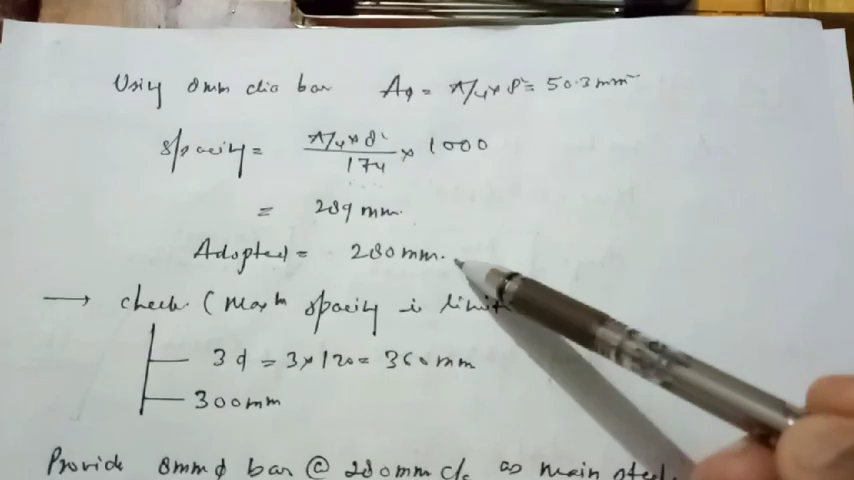 Using 8mm dia bar Aφ = π/4 × 8² = 50.3mm²
Spacing = π/4 × 8² / 174 × 1000
= 289 mm.
Adopted = 280mm.
→ check. (Max^m spacing is limit
3d = 3×120 = 360mm
300mm
Provide 8mmφ bar @ 280mm c/c as main steel.